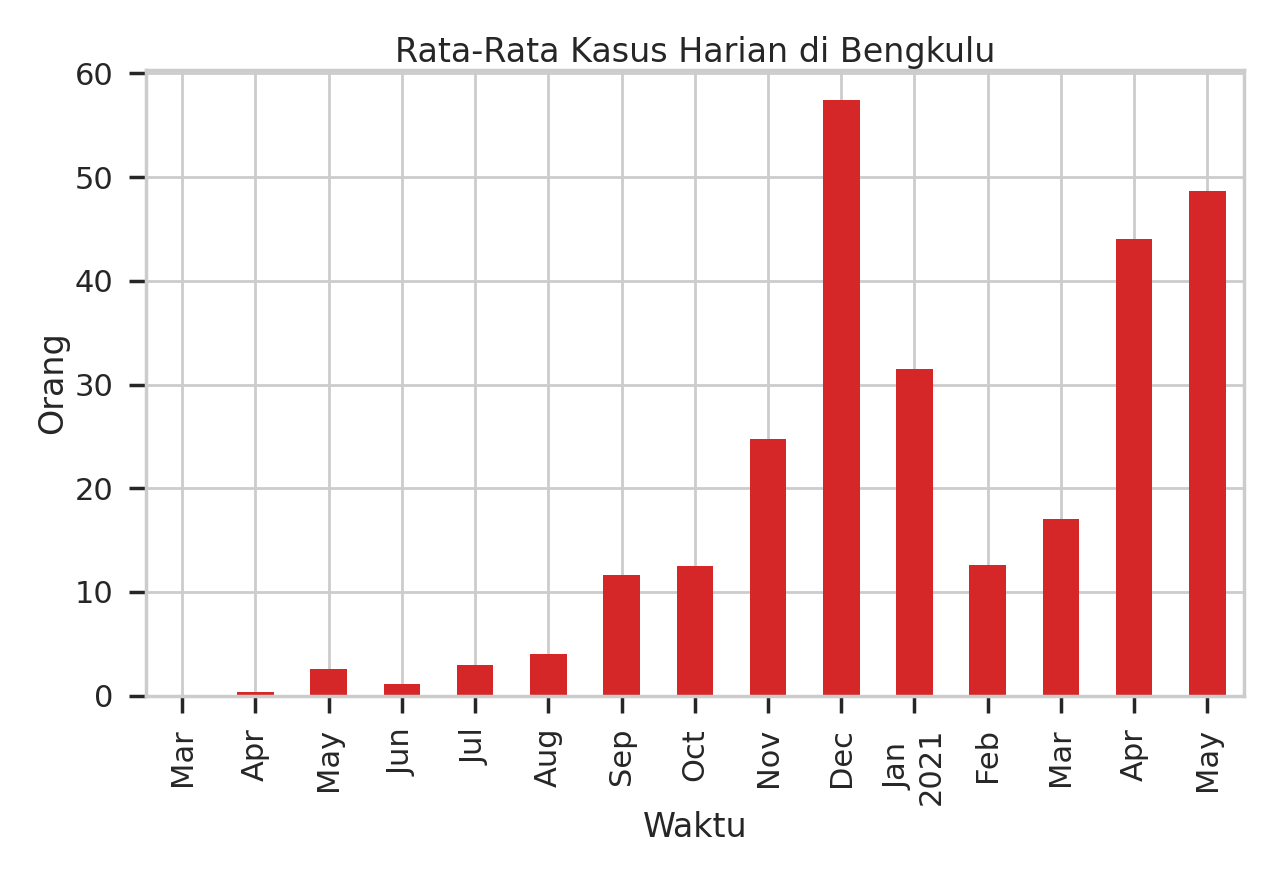 Rata-Rata Kasus Harian di Bengkulu
60
50
40
30
20
10
0
Orang
Mar
Apr
May
Jun
Jul
Aug
Sep
Oct
Nov
Dec
Jan
2021
Feb
Mar
Apr
May
Waktu